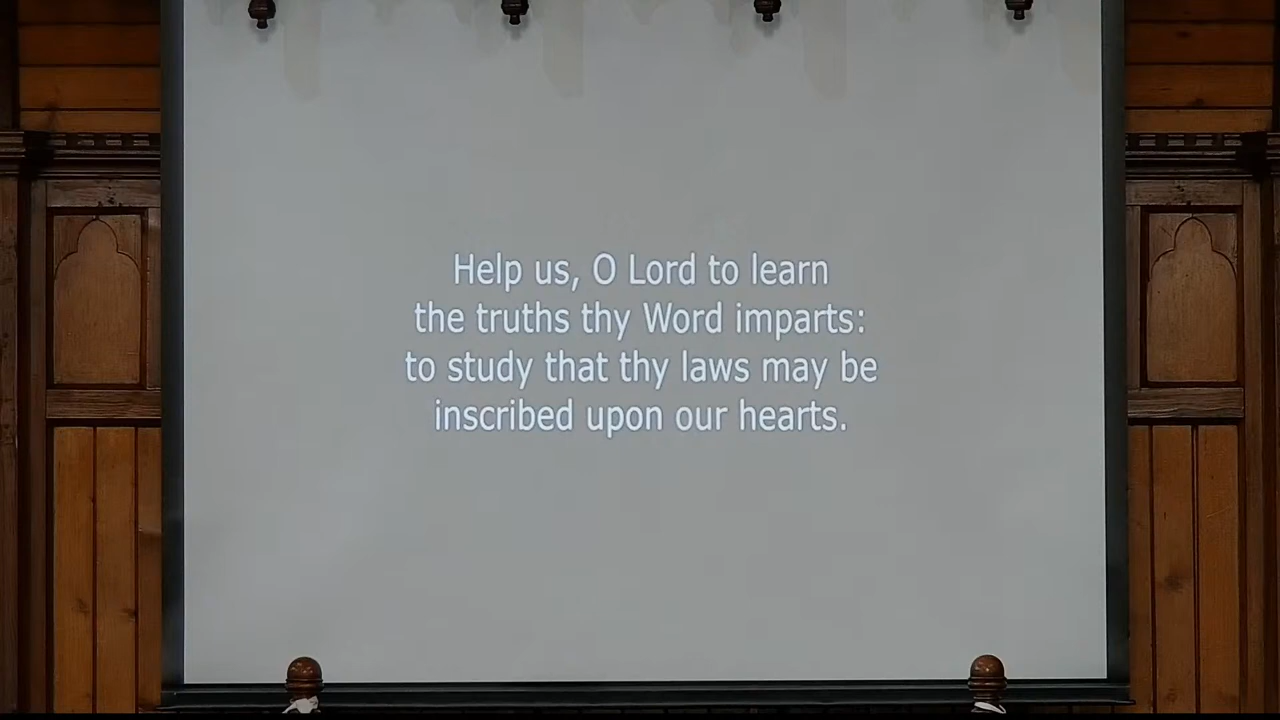 Help us, O Lord to learn
the truths thy Word imparts:
to study that thy laws may be
inscribed upon our hearts.